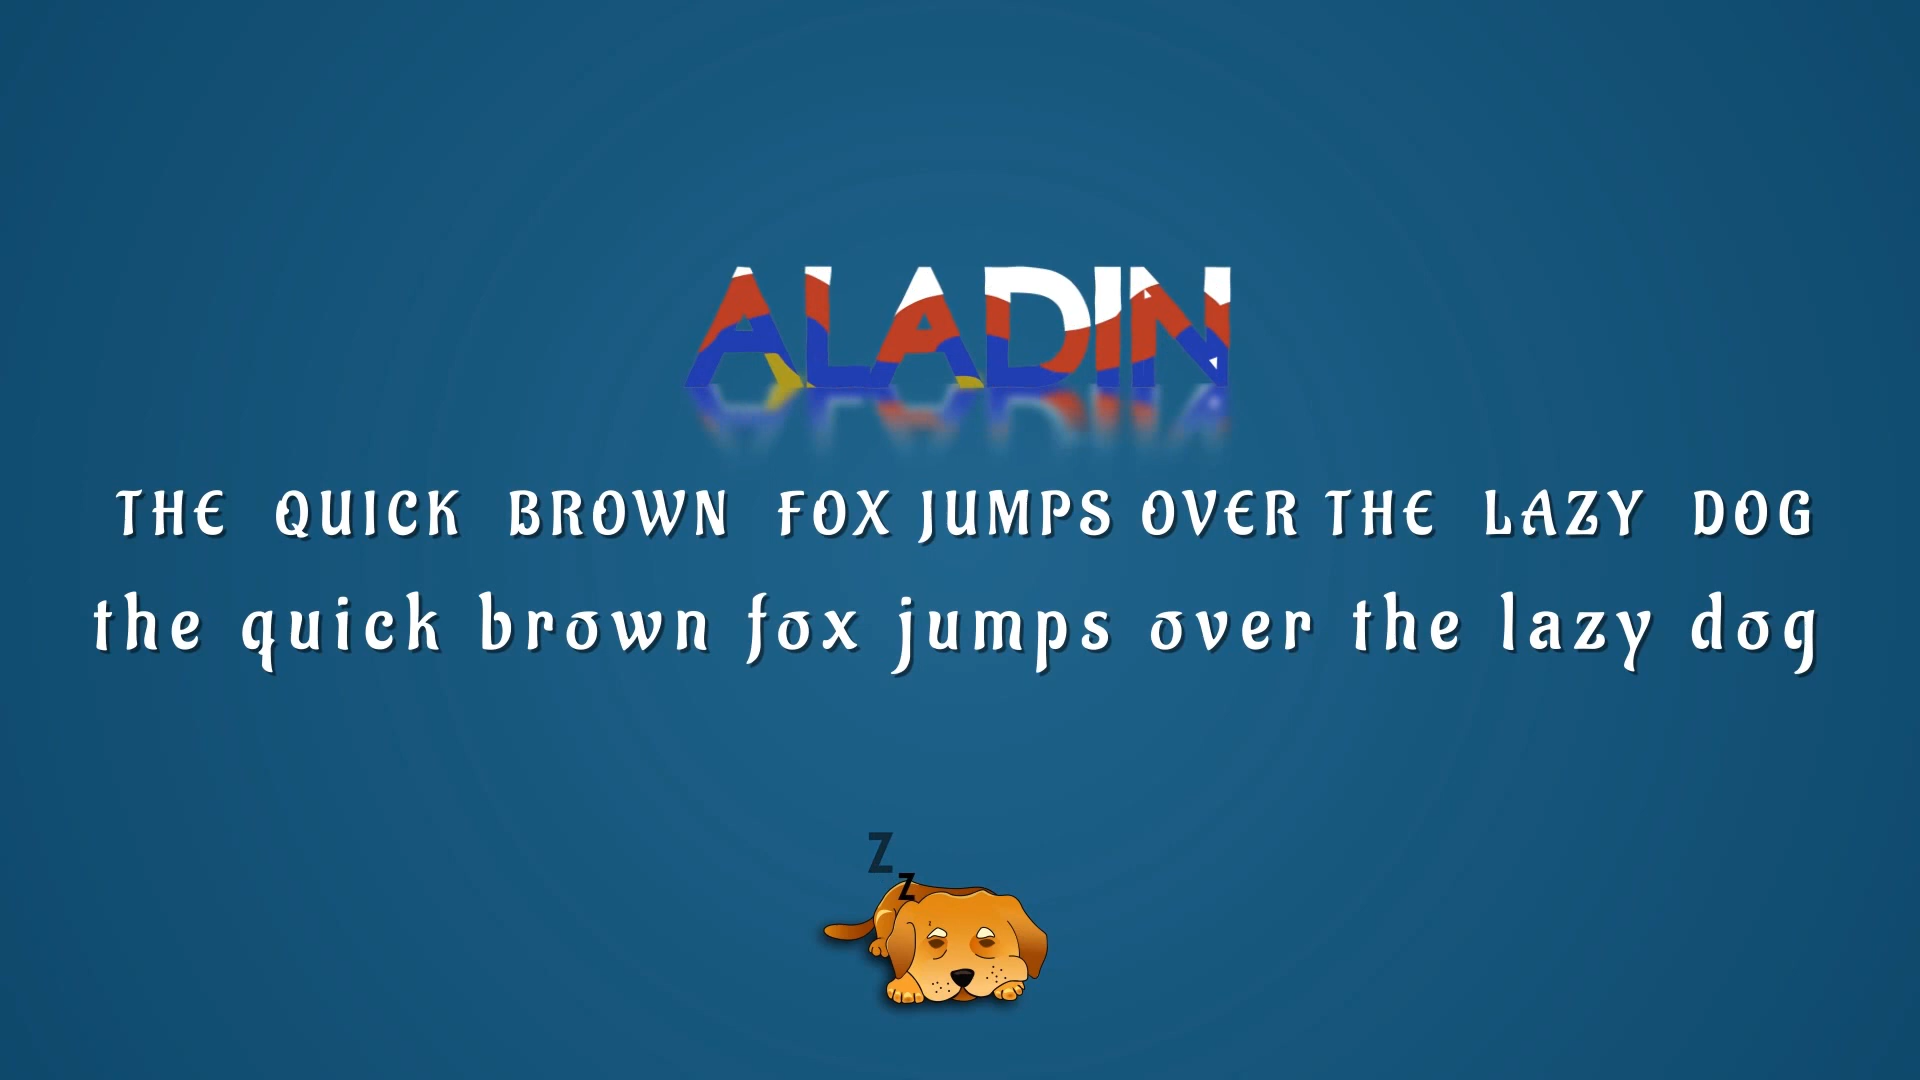 ALADIN
THE QUICK BROWN FOX JUMPS OVER THE LAZY DOG
the quick brown fox jumps over the lazy dog
Z
z